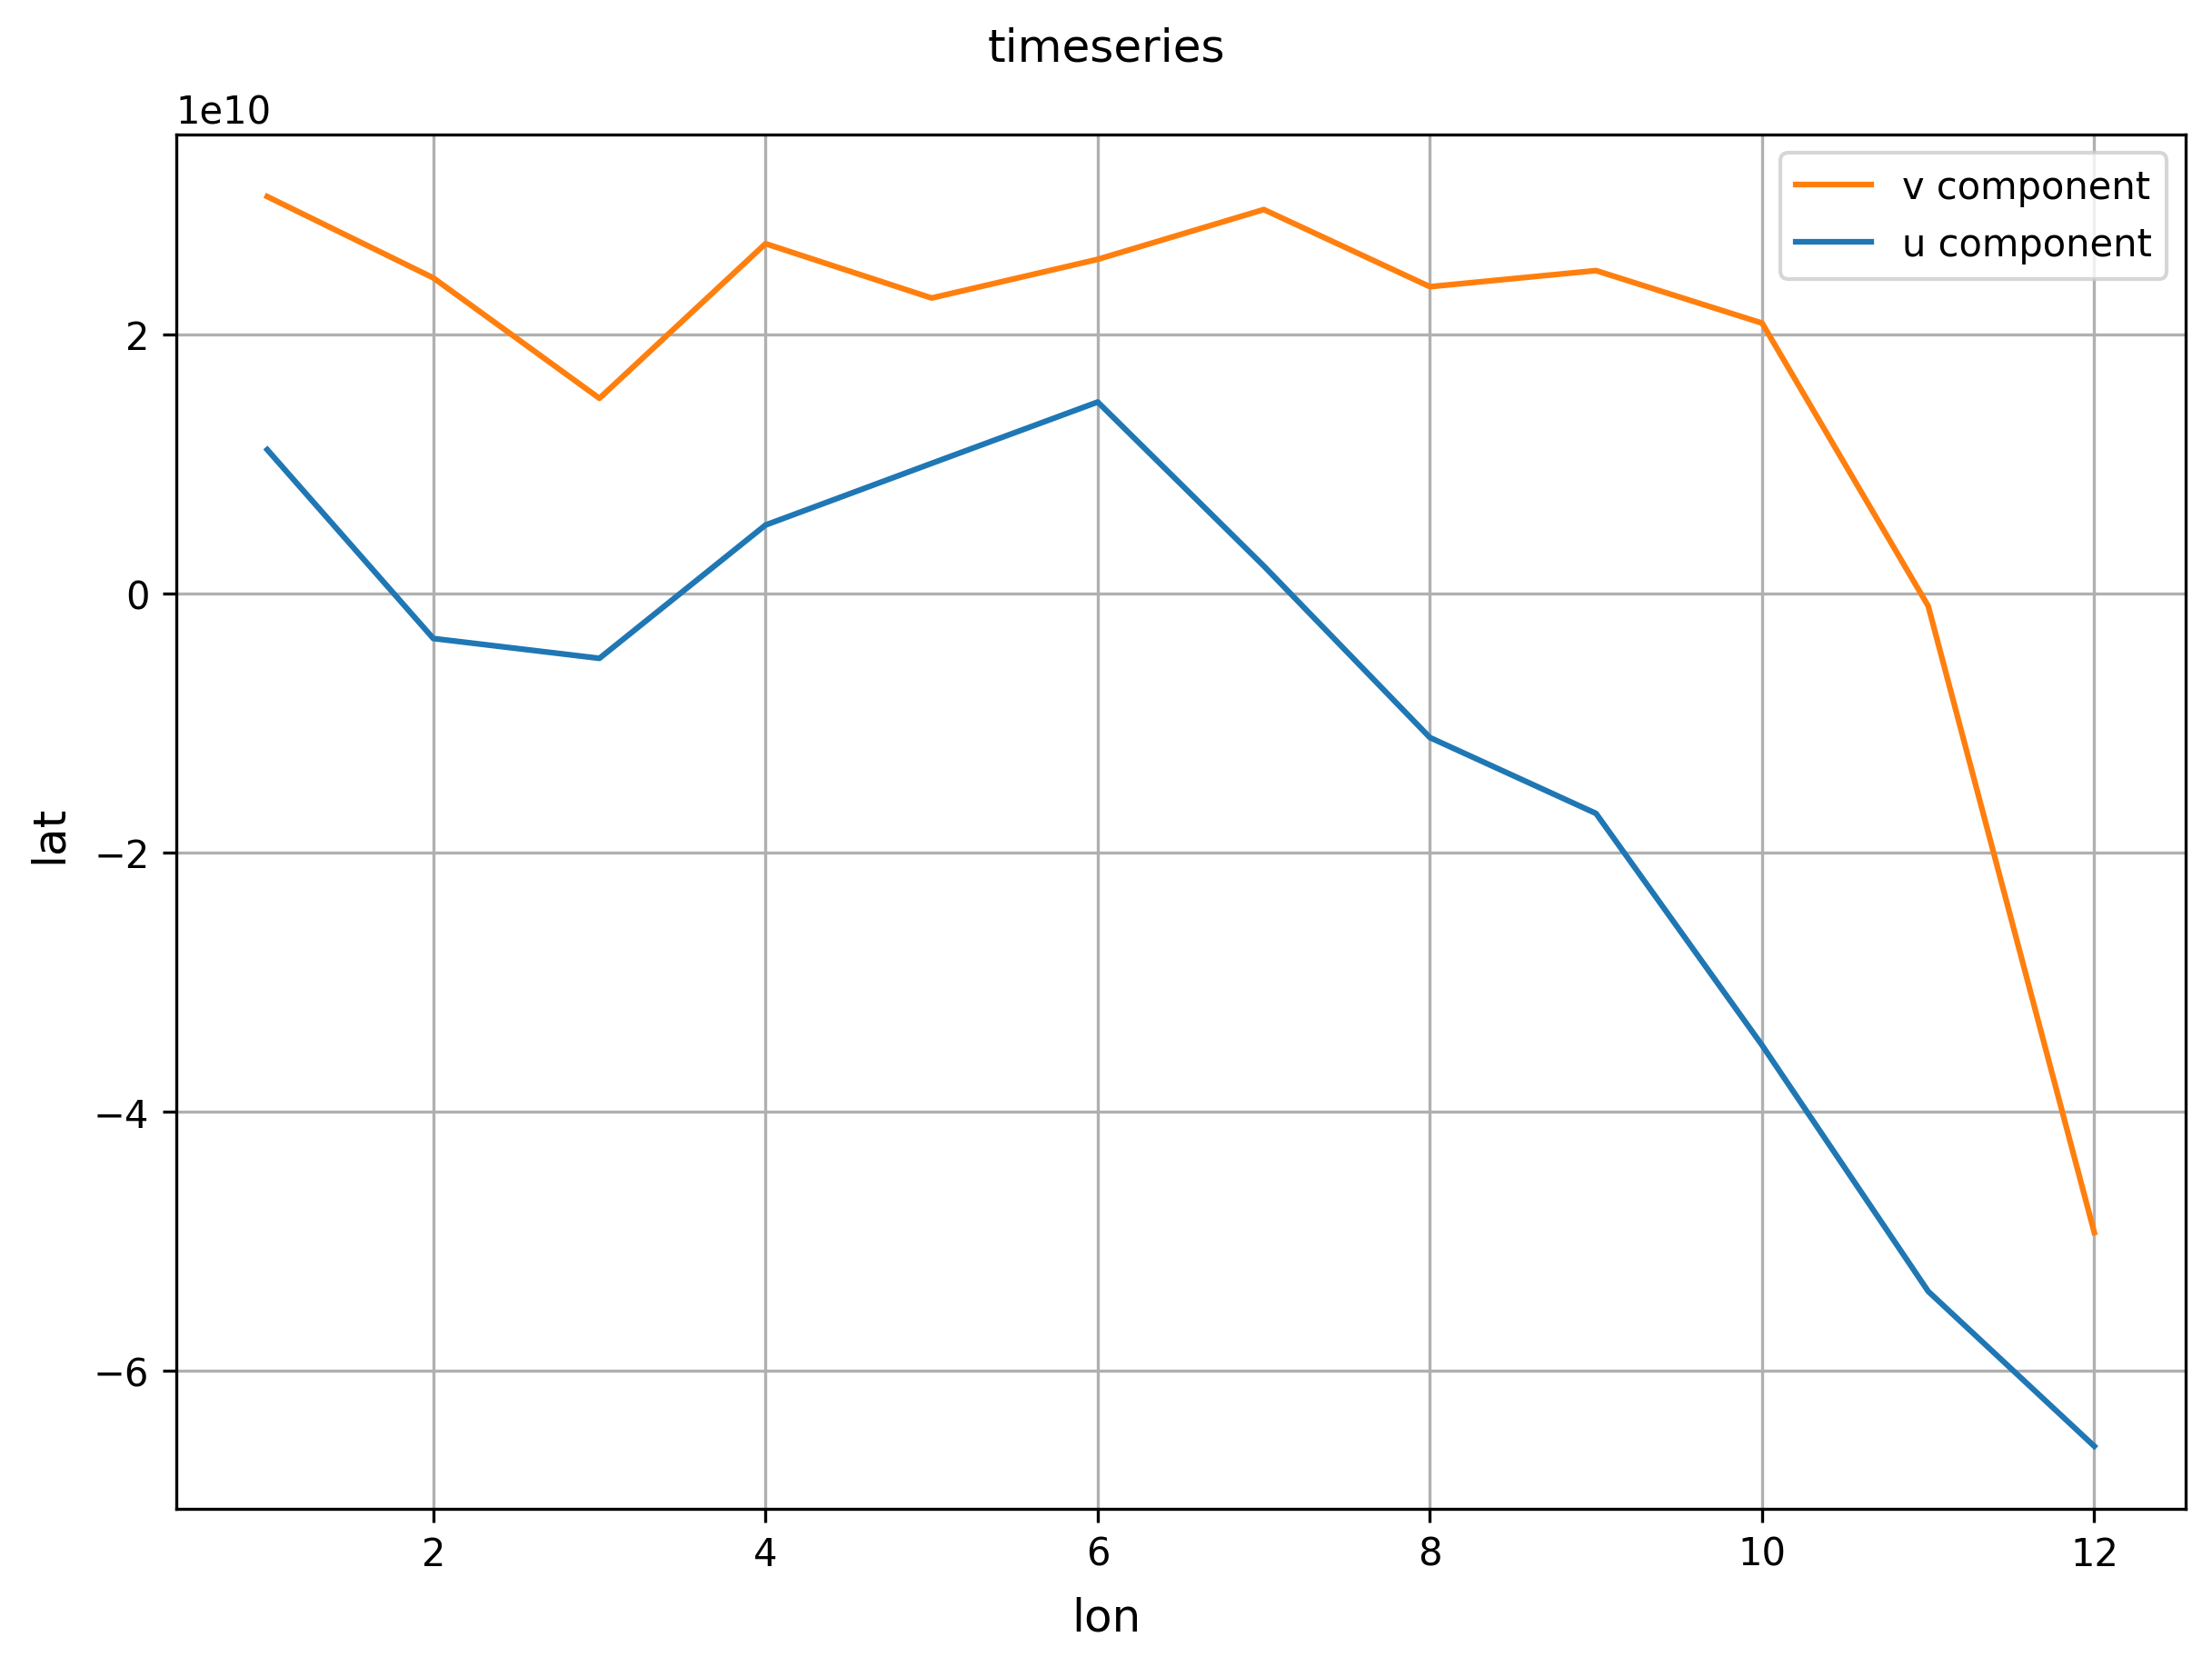 timeseries
1e10
v component
u component
2
0
−2
−4
−6
lat
2 4 6 8 10 12
lon